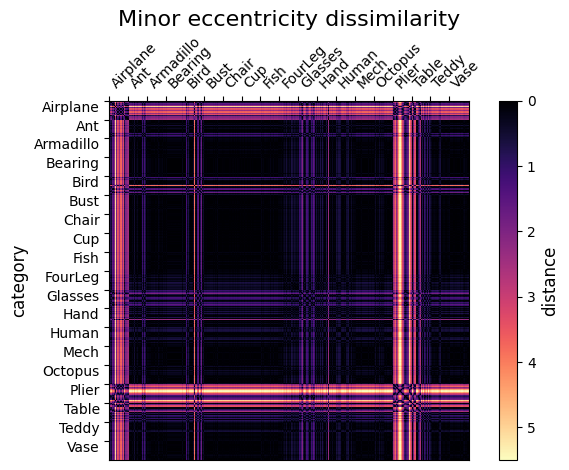 Minor eccentricity dissimilarity
Airplane
Ant
Armadillo
Bearing
Bird
Bust
Chair
Cup
Fish
FourLeg
Glasses
Hand
Human
Mech
Octopus
Plier
Table
Teddy
Vase
Airplane
Ant
Armadillo
Bearing
Bird
Bust
Chair
Cup
Fish
FourLeg
Glasses
Hand
Human
Mech
Octopus
Plier
Table
Teddy
Vase
category
0
1
2
3
4
5
distance